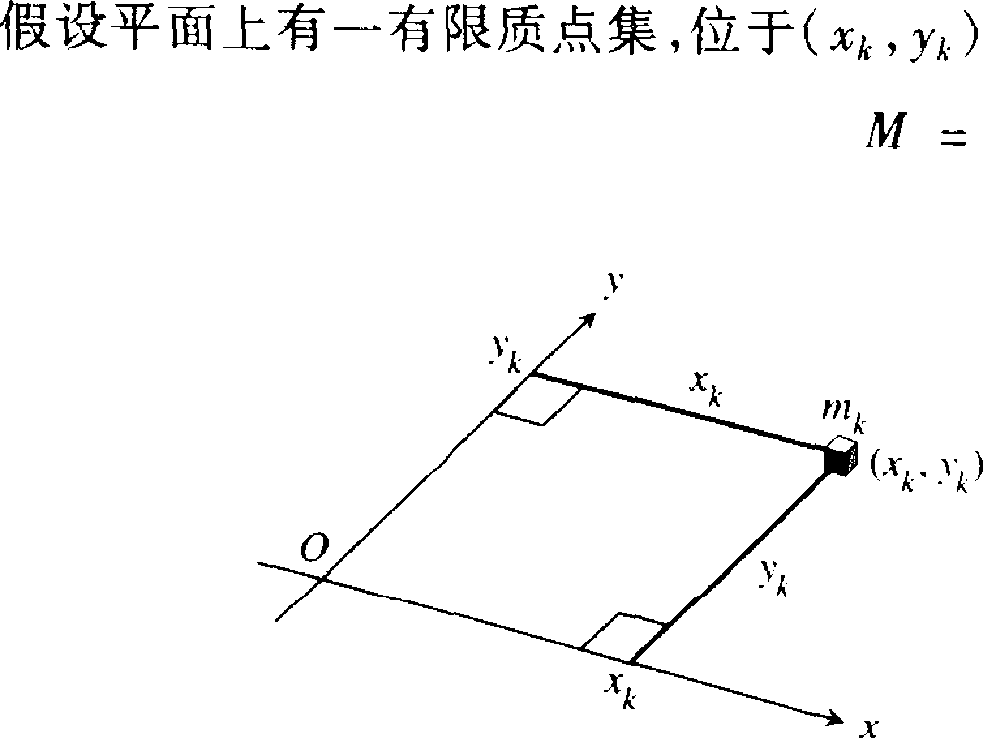 假设平面上有一有限质点集,位于(x_k,y_k)
M =
y
y_k
x_k
m_k
(x_k,y_k)
O
y_k
x_k
x